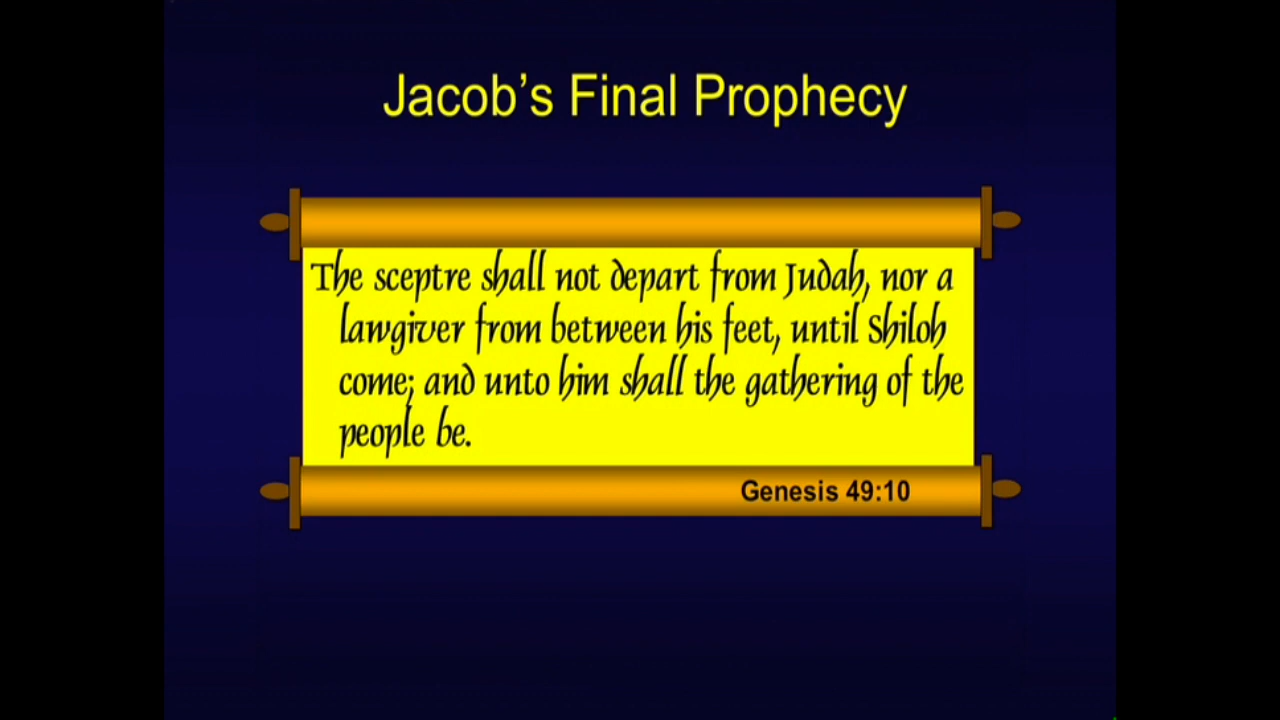 Jacob’s Final Prophecy
The sceptre shall not depart from Judah, nor a
lawgiver from between his feet, until Shiloh
come; and unto him shall the gathering of the
people be.
Genesis 49:10